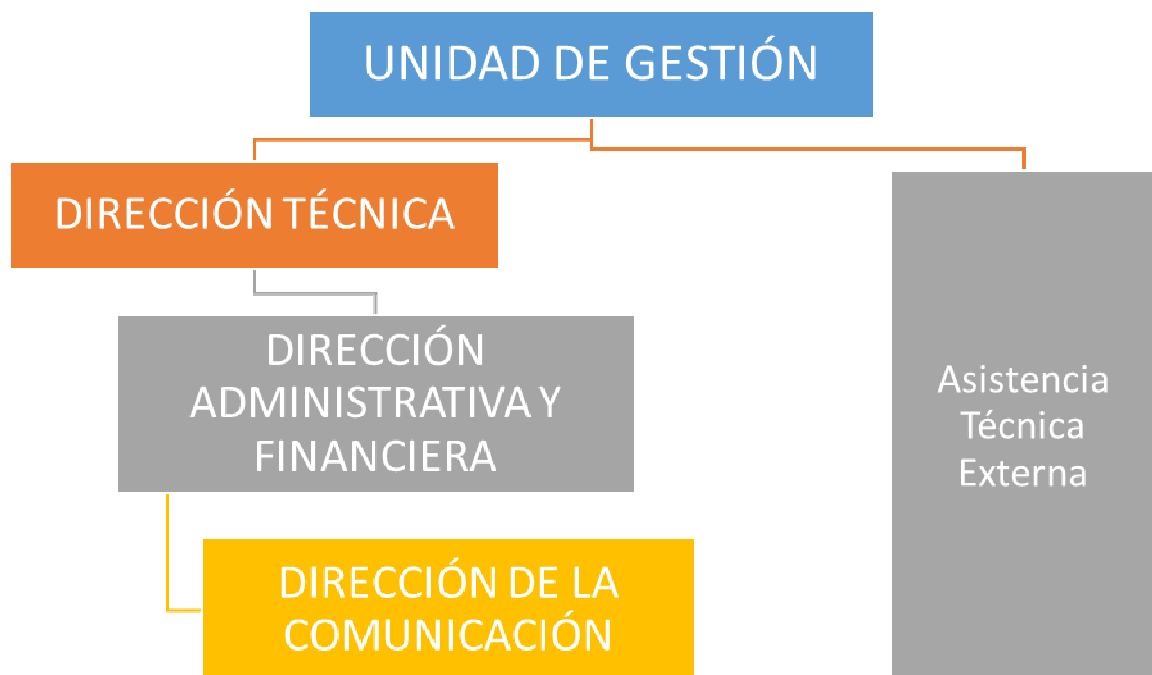 UNIDAD DE GESTIÓN
DIRECCIÓN TÉCNICA
DIRECCIÓN
ADMINISTRATIVA Y
FINANCIERA
DIRECCIÓN DE LA
COMUNICACIÓN
Asistencia
Técnica
Externa